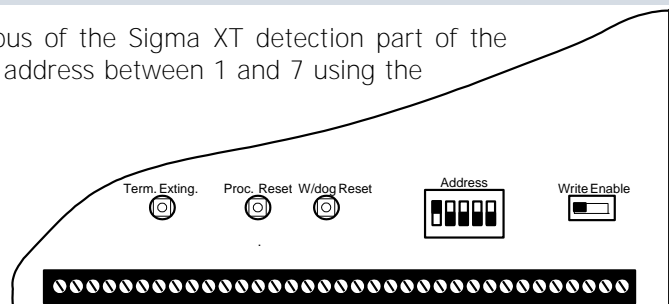 bus of the Sigma XT detection part of the
address between 1 and 7 using the
Term. Exting. Proc. Reset W/dog Reset Address Write Enable